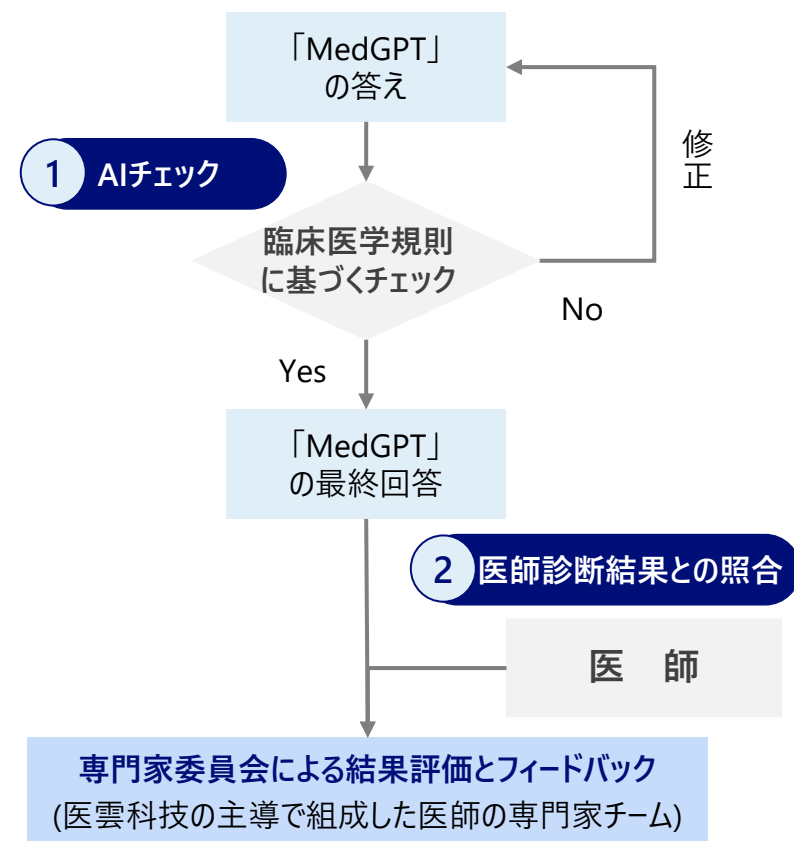 「MedGPT」
の答え
1 AIチェック
修正
臨床医学規則
に基づくチェック
No
Yes
「MedGPT」
の最終回答
2 医師診断結果との照合
医 師
専門家委員会による結果評価とフィードバック
(医雲科技の主導で組成した医師の専門家チーム)